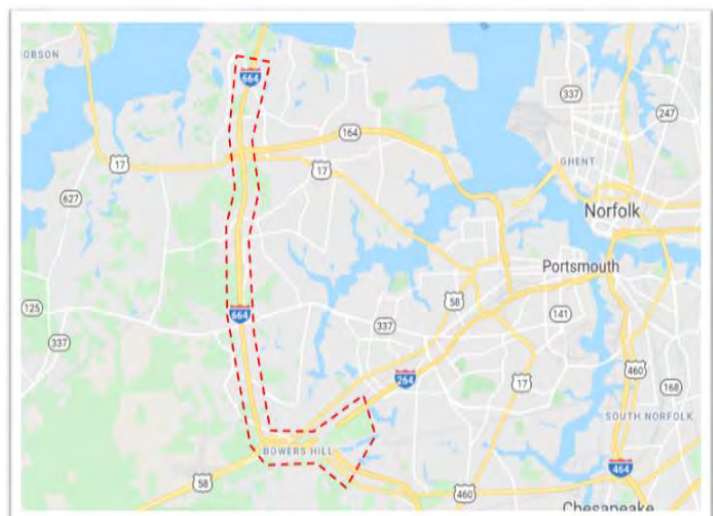 OBSON
664
337
247
164
17
17
GHENT
627
Norfolk
Portsmouth
58
125
664
337
337
141
264
17
460
168
SOUTH NORFOLK
BOWERS HILL
58
460
464
Chesapeake